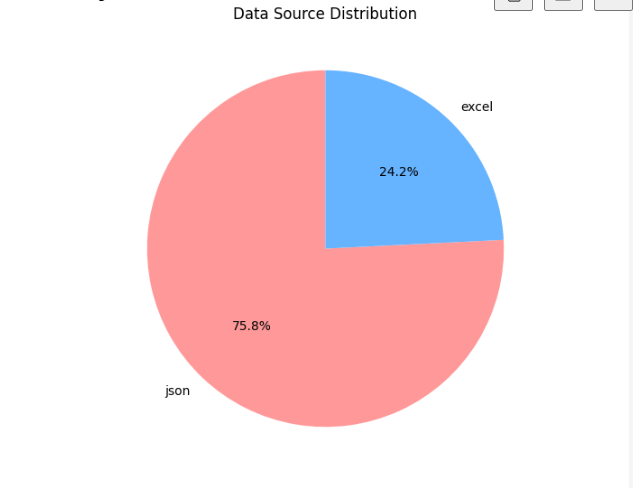 Data Source Distribution
excel
24.2%
75.8%
json